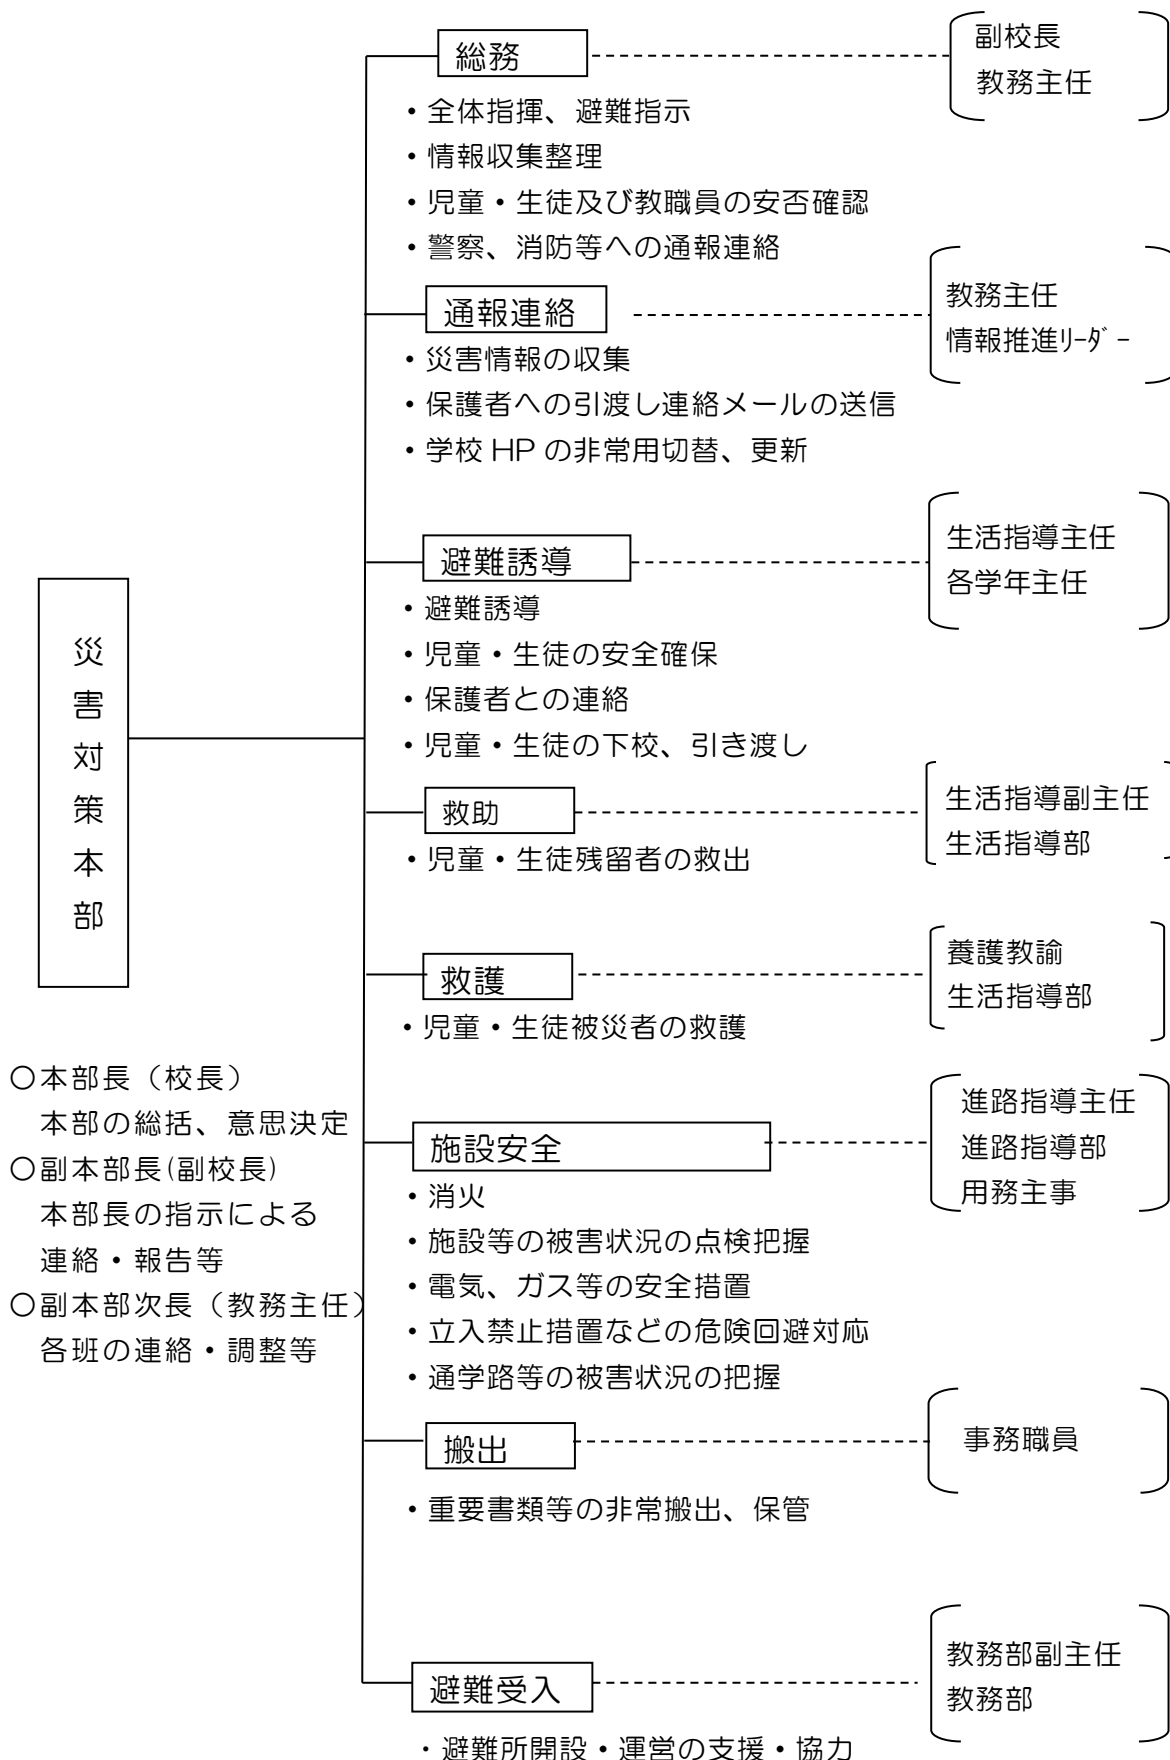 総務
副校長
教務主任
・全体指揮、避難指示
・情報収集整理
・児童・生徒及び教職員の安否確認
・警察、消防等への通報連絡
通報連絡
教務主任
情報推進ﾘｰﾀﾞｰ
・災害情報の収集
・保護者への引渡し連絡メールの送信
・学校 HP の非常用切替、更新
避難誘導
生活指導主任
各学年主任
・避難誘導
・児童・生徒の安全確保
・保護者との連絡
・児童・生徒の下校、引き渡し
災害対策本部
救助
生活指導副主任
生活指導部
・児童・生徒残留者の救出
救護
養護教諭
生活指導部
・児童・生徒被災者の救護
〇本部長（校長）
本部の総括、意思決定
〇副本部長(副校長)
本部長の指示による
連絡・報告等
〇副本部次長（教務主任）
各班の連絡・調整等
施設安全
進路指導主任
進路指導部
用務主事
・消火
・施設等の被害状況の点検把握
・電気、ガス等の安全措置
・立入禁止措置などの危険回避対応
・通学路等の被害状況の把握
搬出
事務職員
・重要書類等の非常搬出、保管
避難受入
教務部副主任
教務部
・避難所開設・運営の支援・協力